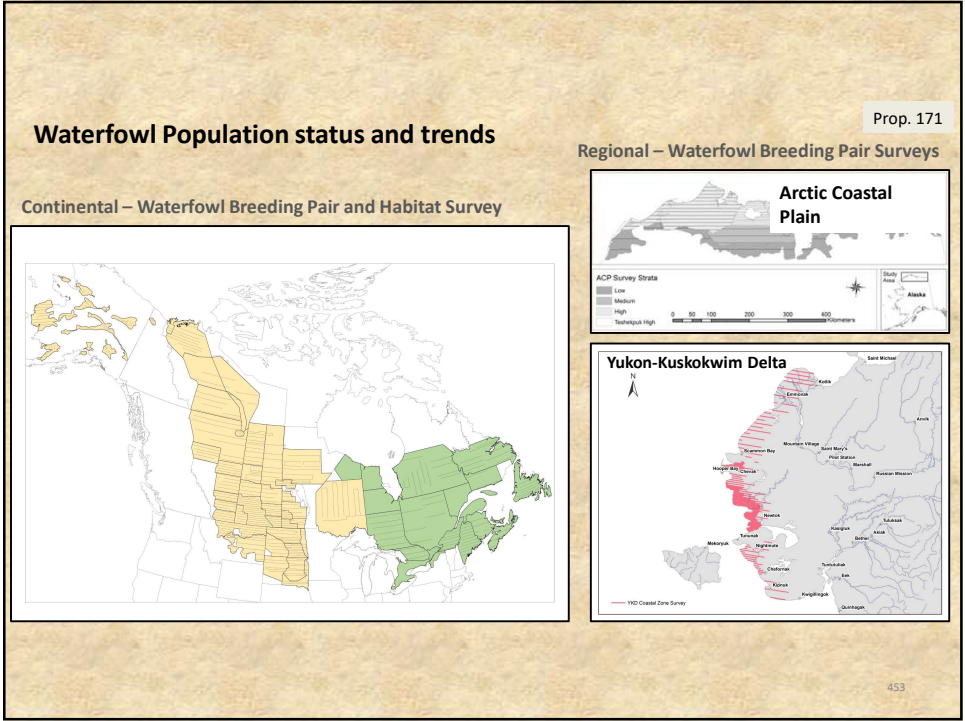 Prop. 171
Waterfowl Population status and trends
Regional – Waterfowl Breeding Pair Surveys
Continental – Waterfowl Breeding Pair and Habitat Survey
Arctic Coastal
Plain
ACP Survey Strata
Low
Medium
High
Teshekpuk High
0 50 100 200 300 400
Kilometers
Study
Area
Alaska
Yukon-Kuskokwim Delta
N
Saint Michael
Kotlik
Emmonak
Anvik
Mountain Village
Saint Mary's
Pilot Station
Scammon Bay
Marshall
Hooper Bay
Chevak
Russian Mission
Newtok
Tuluksak
Kasigluk
Akiak
Bethel
Tununak
Mekoryuk
Nightmute
Tuntutuliak
Chefornak
Eek
Kipnuk
Kwigillingok
YKD Coastal Zone Survey
Quinhagak
453